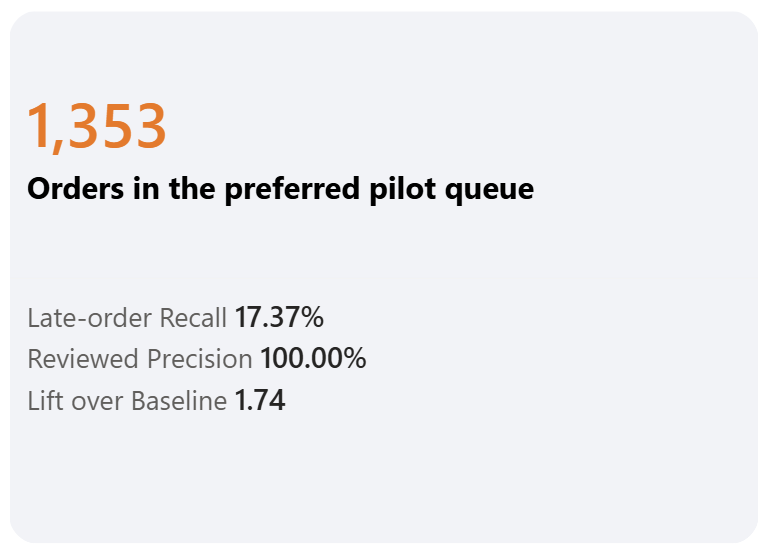 1,353
Orders in the preferred pilot queue
Late-order Recall 17.37%
Reviewed Precision 100.00%
Lift over Baseline 1.74